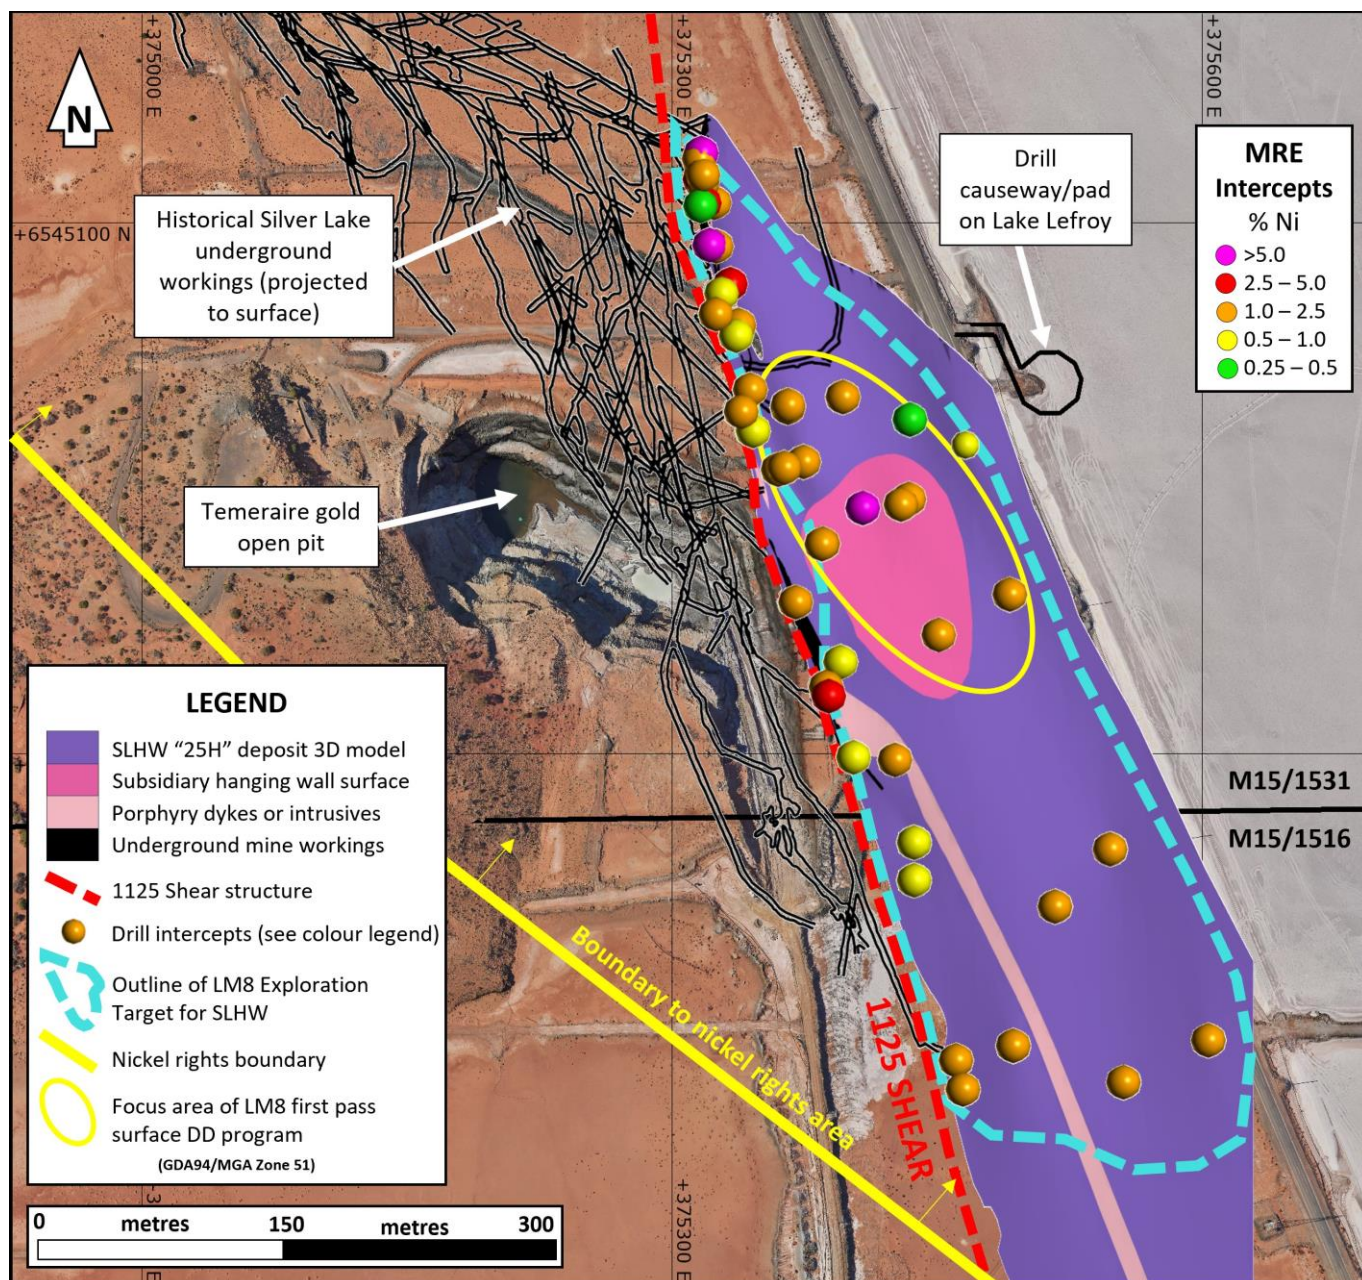 375000 E
+375300 E
+375600 E
N
Drill
causeway/pad
on Lake Lefroy
MRE
Intercepts
% Ni
>5.0
2.5 – 5.0
1.0 – 2.5
0.5 – 1.0
0.25 – 0.5
Historical Silver Lake
underground
workings (projected
to surface)
+6545100 N
Temeraire gold
open pit
LEGEND
SLHW “25H” deposit 3D model
Subsidiary hanging wall surface
Porphyry dykes or intrusives
Underground mine workings
1125 Shear structure
Drill intercepts (see colour legend)
Outline of LM8 Exploration
Target for SLHW
Nickel rights boundary
Focus area of LM8 first pass
surface DD program
(GDA94/MGA Zone 51)
M15/1531
M15/1516
Boundary to nickel rights area
1125 SHEAR
+375300 E
0 metres 150 metres 300